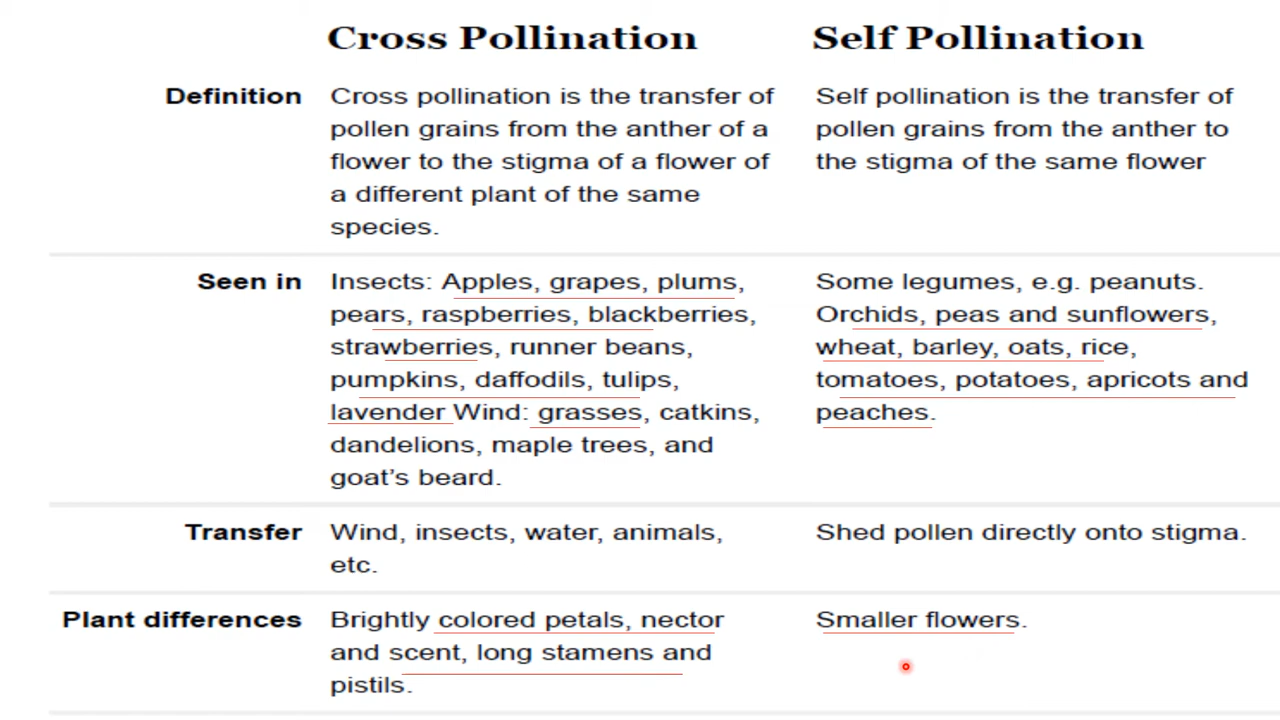 Cross Pollination
Self Pollination
Definition
Cross pollination is the transfer of
pollen grains from the anther of a
flower to the stigma of a flower of
a different plant of the same
species.
Self pollination is the transfer of
pollen grains from the anther to
the stigma of the same flower
Seen in
Insects: Apples, grapes, plums,
pears, raspberries, blackberries,
strawberries, runner beans,
pumpkins, daffodils, tulips,
lavender Wind: grasses, catkins,
dandelions, maple trees, and
goat's beard.
Some legumes, e.g. peanuts.
Orchids, peas and sunflowers,
wheat, barley, oats, rice,
tomatoes, potatoes, apricots and
peaches.
Transfer
Wind, insects, water, animals,
etc.
Shed pollen directly onto stigma.
Plant differences
Brightly colored petals, nector
and scent, long stamens and
pistils.
Smaller flowers.